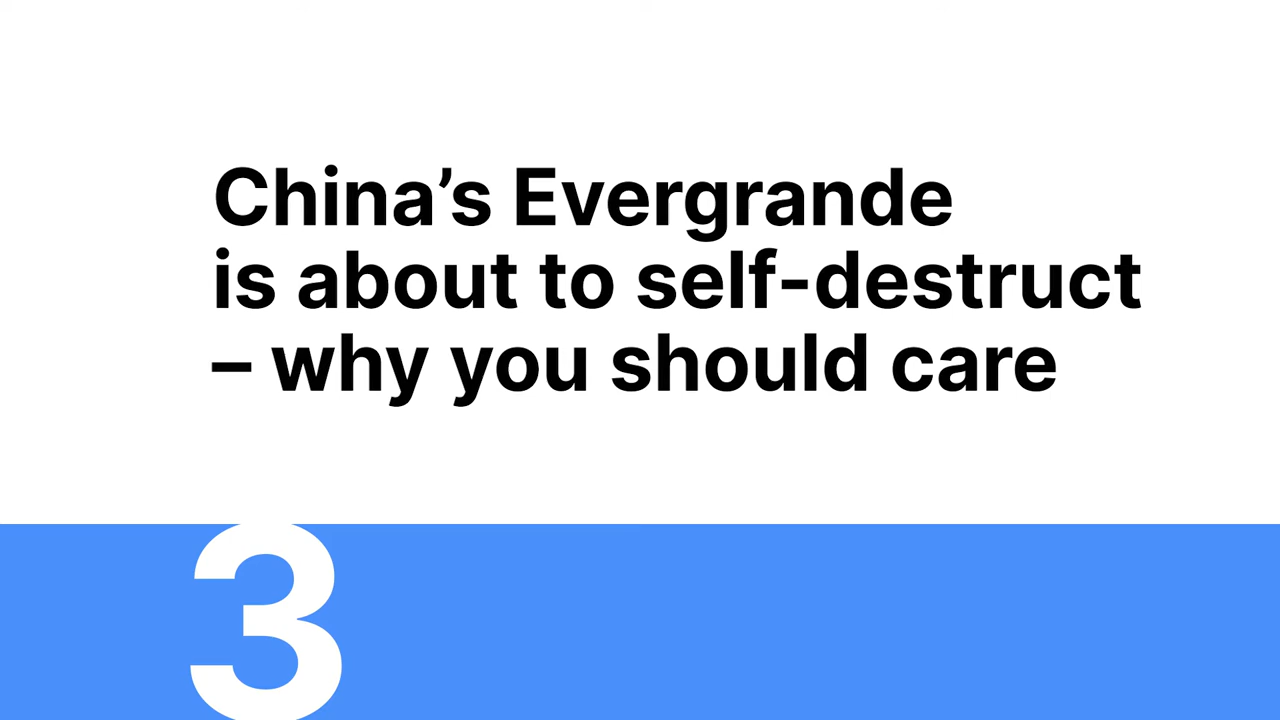 China’s Evergrande
is about to self-destruct
– why you should care
3